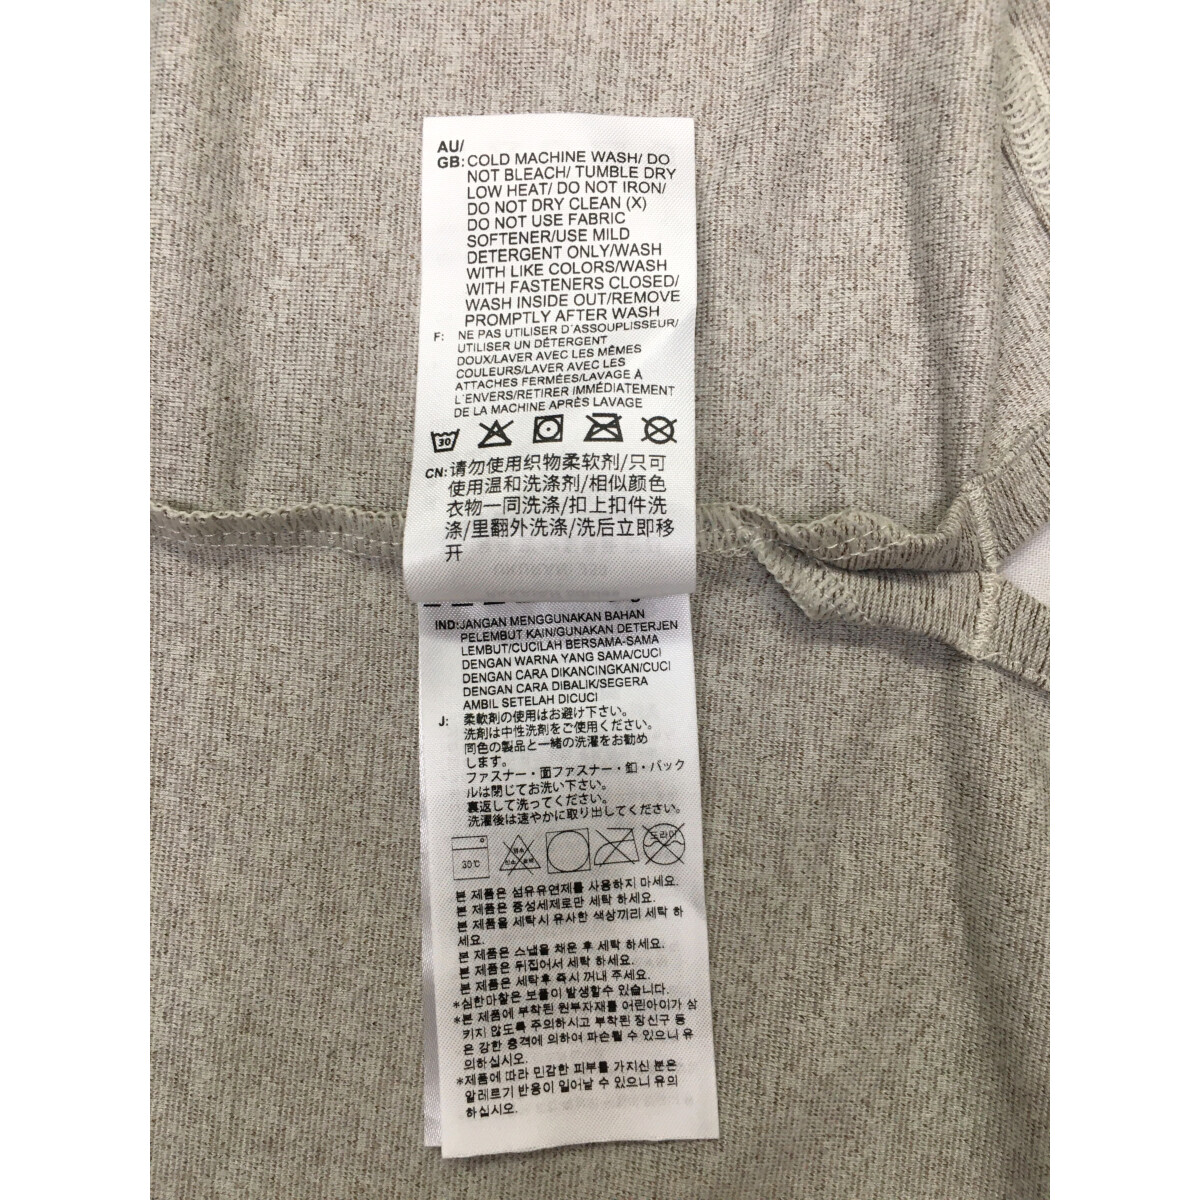 AU/
GB: COLD MACHINE WASH/ DO
NOT BLEACH/ TUMBLE DRY
LOW HEAT/ DO NOT IRON/
DO NOT DRY CLEAN (X)
DO NOT USE FABRIC
SOFTENER/USE MILD
DETERGENT ONLY/WASH
WITH LIKE COLORS/WASH
WITH FASTENERS CLOSED/
WASH INSIDE OUT/REMOVE
PROMPTLY AFTER WASH
F: NE PAS UTILISER D'ASSOUPLISSEUR/
UTILISER UN DÉTERGENT
DOUX/LAVER AVEC LES MÊMES
COULEURS/LAVER AVEC LES
ATTACHES FERMÉES/LAVAGE À
L'ENVERS/RETIRER IMMÉDIATEMENT
DE LA MACHINE APRÈS LAVAGE
30
CN: 请勿使用织物柔软剂/只可
使用温和洗涤剂/相似颜色
衣物一同洗涤/扣上扣件洗
涤/里翻外洗涤/洗后立即移
开
IND: JANGAN MENGGUNAKAN BAHAN
PELEMBUT KAIN/GUNAKAN DETERJEN
LEMBUT/CUCILAH BERSAMA-SAMA
DENGAN WARNA YANG SAMA/CUCI
DENGAN CARA DIKANCINGKAN/CUCI
DENGAN CARA DIBALIK/SEGERA
AMBIL SETELAH DICUCI
J: 柔軟剤の使用はお避け下さい。
洗剤は中性洗剤をご使用ください。
同色の製品と一緒の洗濯をお勧め
します。
ファスナー・面ファスナー・釦・バック
ルは閉じてお洗い下さい。
裏返して洗ってください。
洗濯後は速やかに取り出してください。
30℃ 드라이
본 제품은 섬유유연제를 사용하지 마세요.
본 제품은 중성세제로만 세탁 하세요.
본 제품을 세탁시 유사한 색상끼리 세탁 하
세요.
본 제품은 스냅을 채운 후 세탁 하세요.
본 제품은 뒤집어서 세탁 하세요.
본 제품은 세탁후 즉시 꺼내 주세요.
*심한마찰은 보풀이 발생할수 있습니다.
*본 제품에 부착된 원부자재를 어린아이가 삼
키지 않도록 주의하시고 부착된 장신구 등
은 강한 충격에 의하여 파손될 수 있으니 유
의하십시오.
*제품에 따라 민감한 피부를 가지신 분은
알레르기 반응이 일어날 수 있으니 유의
하십시오.